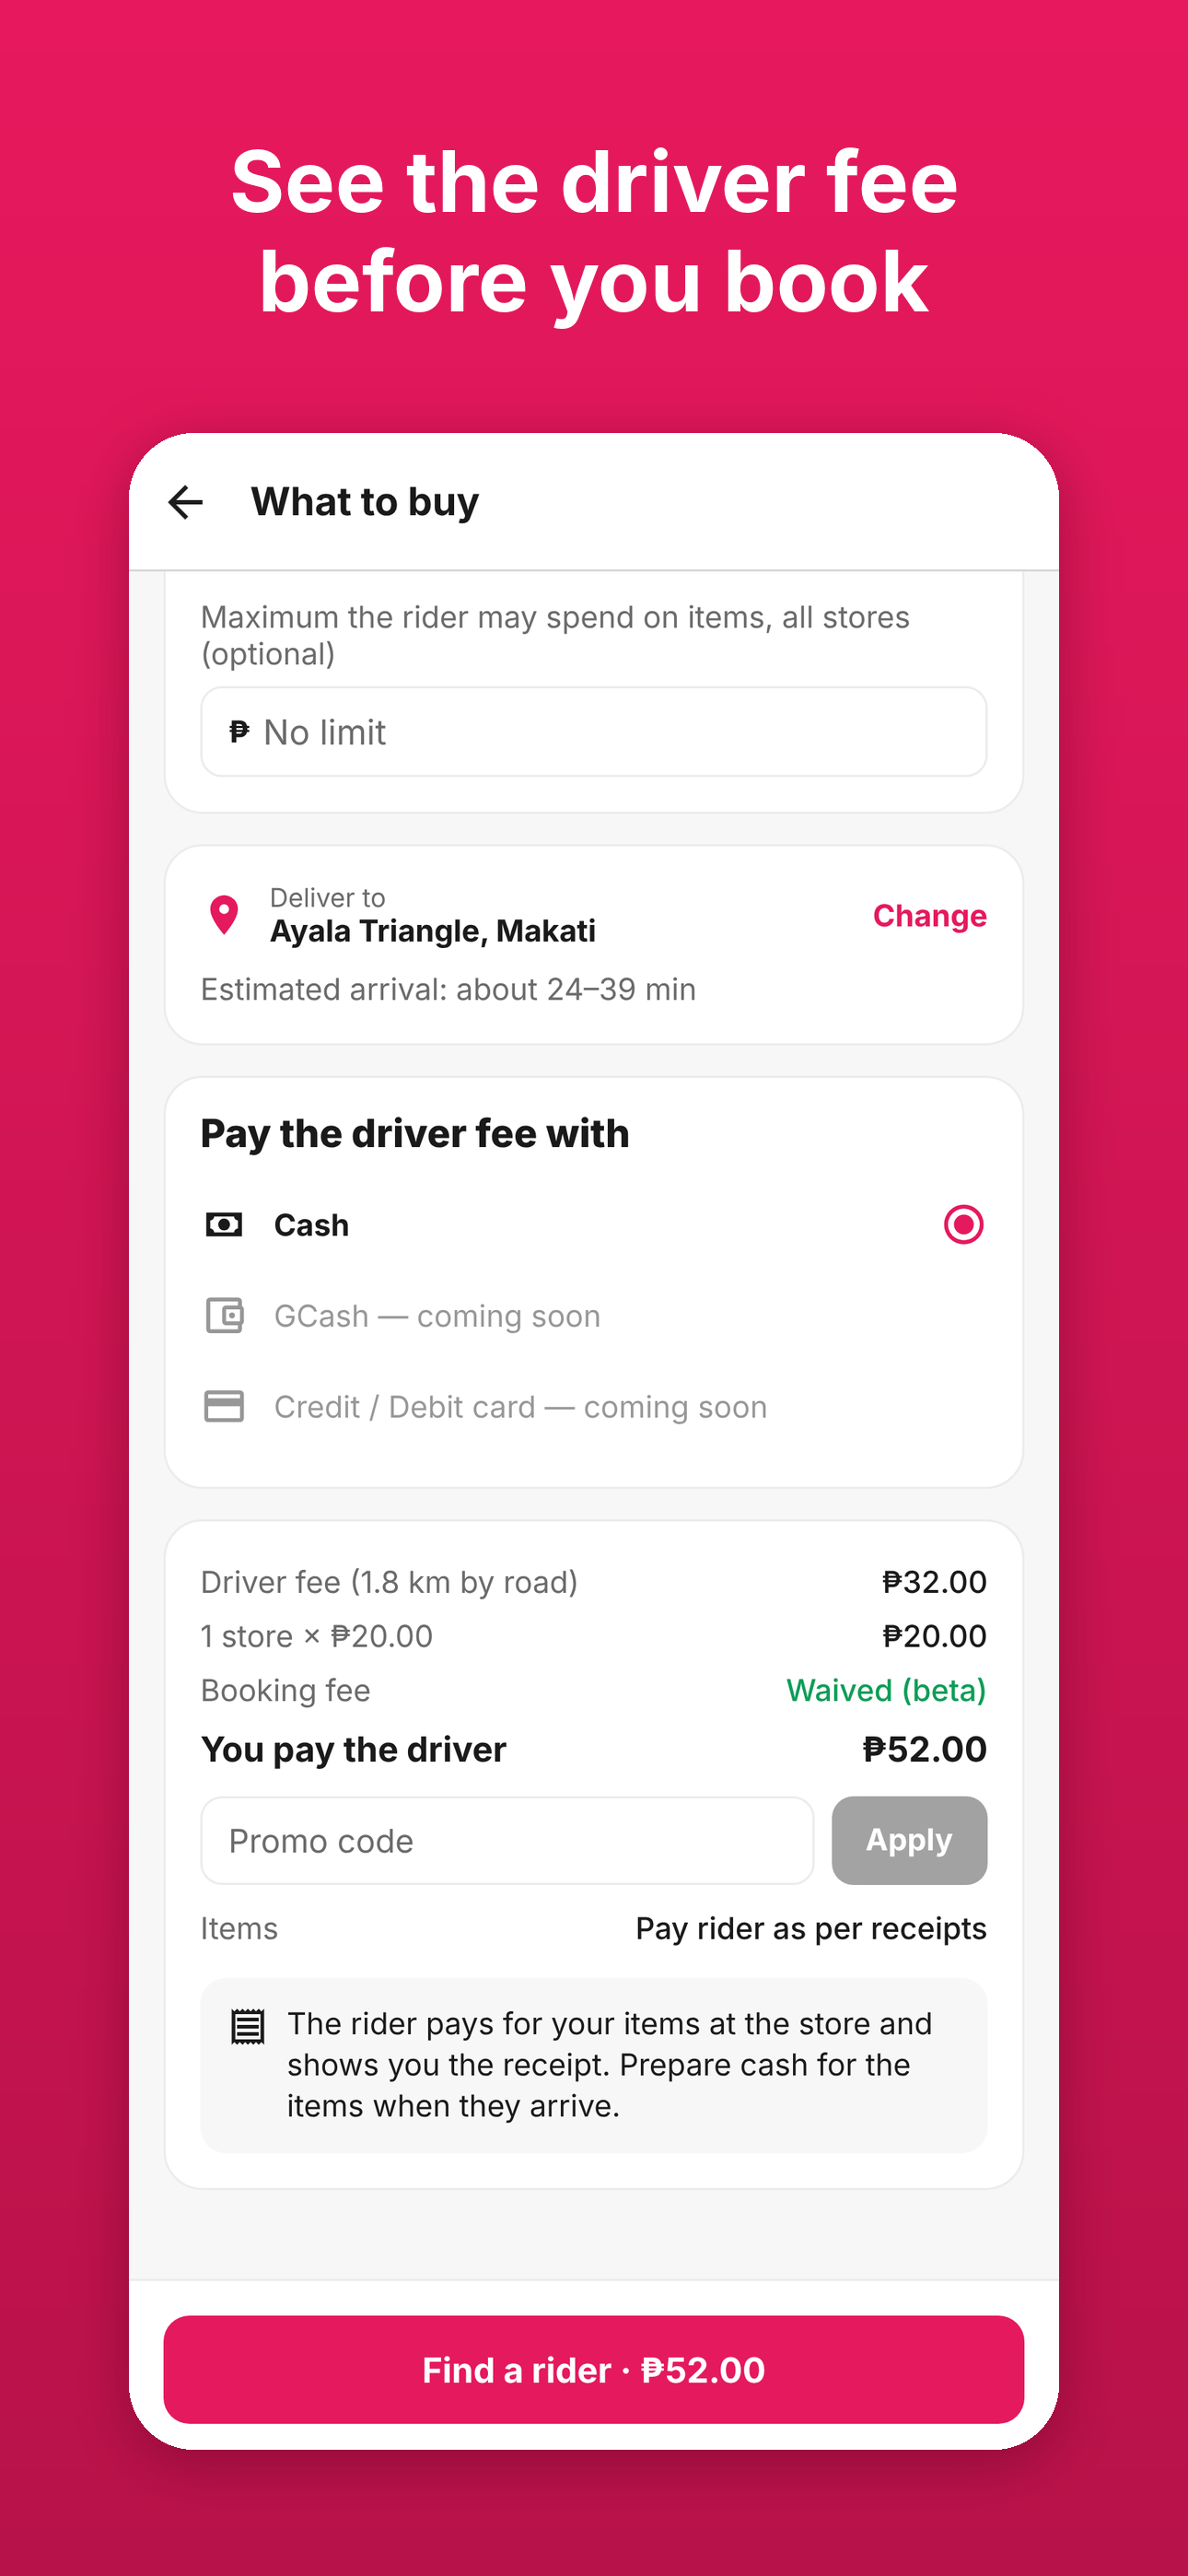 See the driver fee
before you book
What to buy
Maximum the rider may spend on items, all stores
(optional)
₱ No limit
Deliver to
Ayala Triangle, Makati
Change
Estimated arrival: about 24–39 min
Pay the driver fee with
Cash
GCash — coming soon
Credit / Debit card — coming soon
Driver fee (1.8 km by road) ₱32.00
1 store × ₱20.00 ₱20.00
Booking fee Waived (beta)
You pay the driver ₱52.00
Promo code Apply
Items Pay rider as per receipts
The rider pays for your items at the store and
shows you the receipt. Prepare cash for the
items when they arrive.
Find a rider · ₱52.00